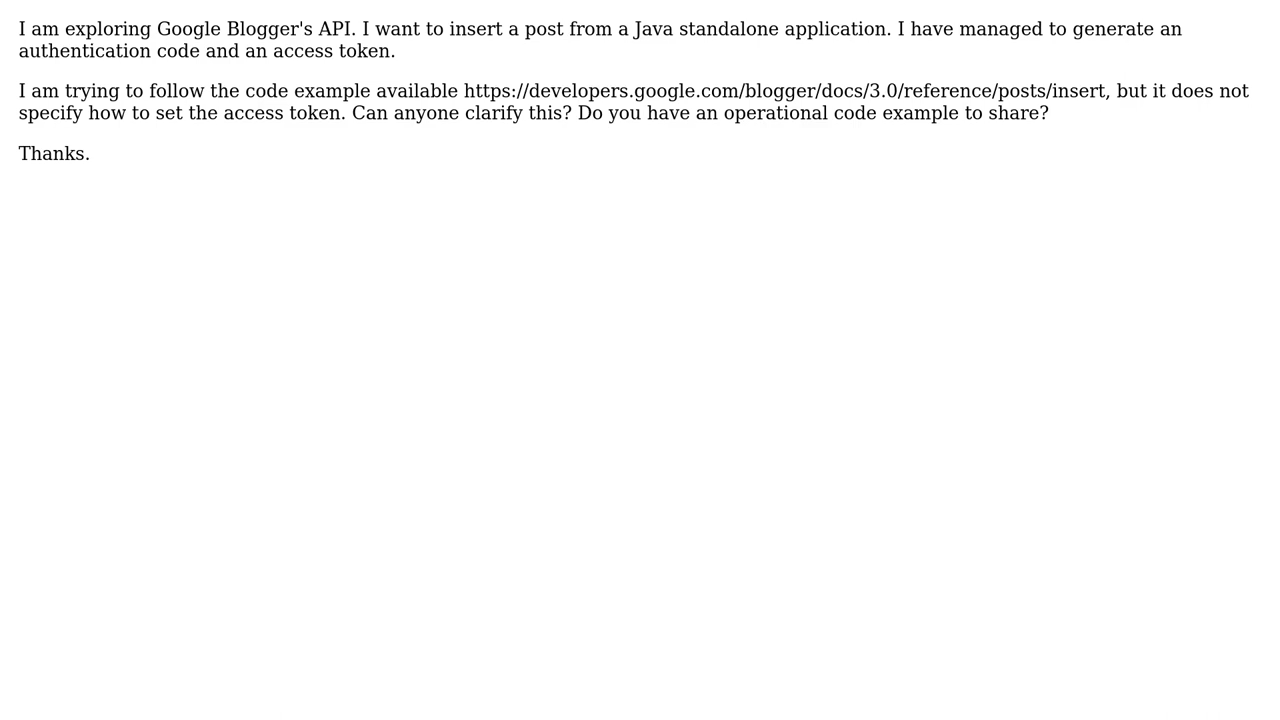 I am exploring Google Blogger's API. I want to insert a post from a Java standalone application. I have managed to generate an
authentication code and an access token.
I am trying to follow the code example available https://developers.google.com/blogger/docs/3.0/reference/posts/insert, but it does not
specify how to set the access token. Can anyone clarify this? Do you have an operational code example to share?
Thanks.